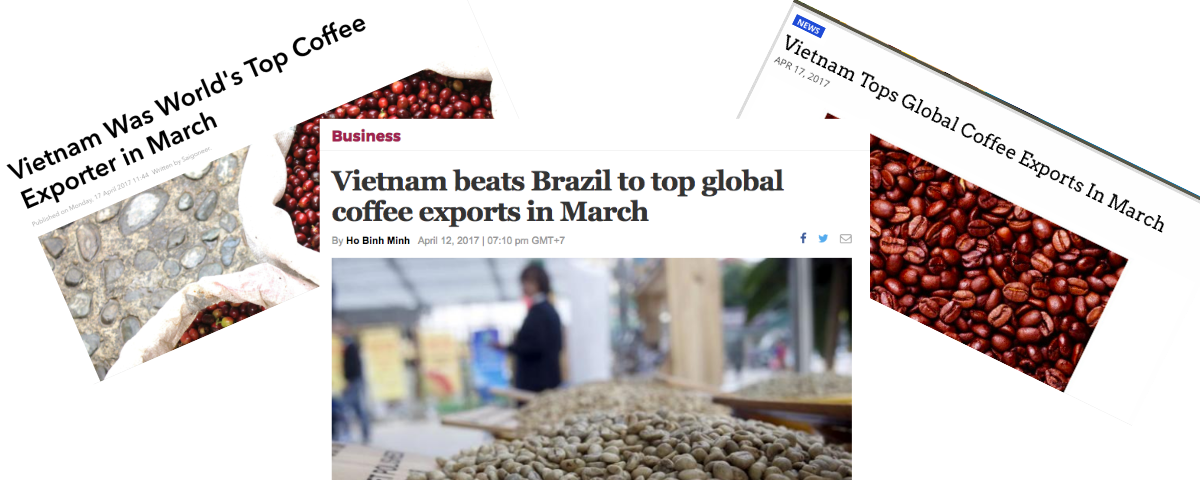 Vietnam Was World's Top Coffee
Exporter in March
Published on Monday, 17 April 2017 11:44 Written by Saigoneer.
Business
Vietnam beats Brazil to top global
coffee exports in March
By Ho Binh Minh April 12, 2017 | 07:10 pm GMT+7
NEWS
Vietnam Tops Global Coffee Exports In March
APR 17, 2017